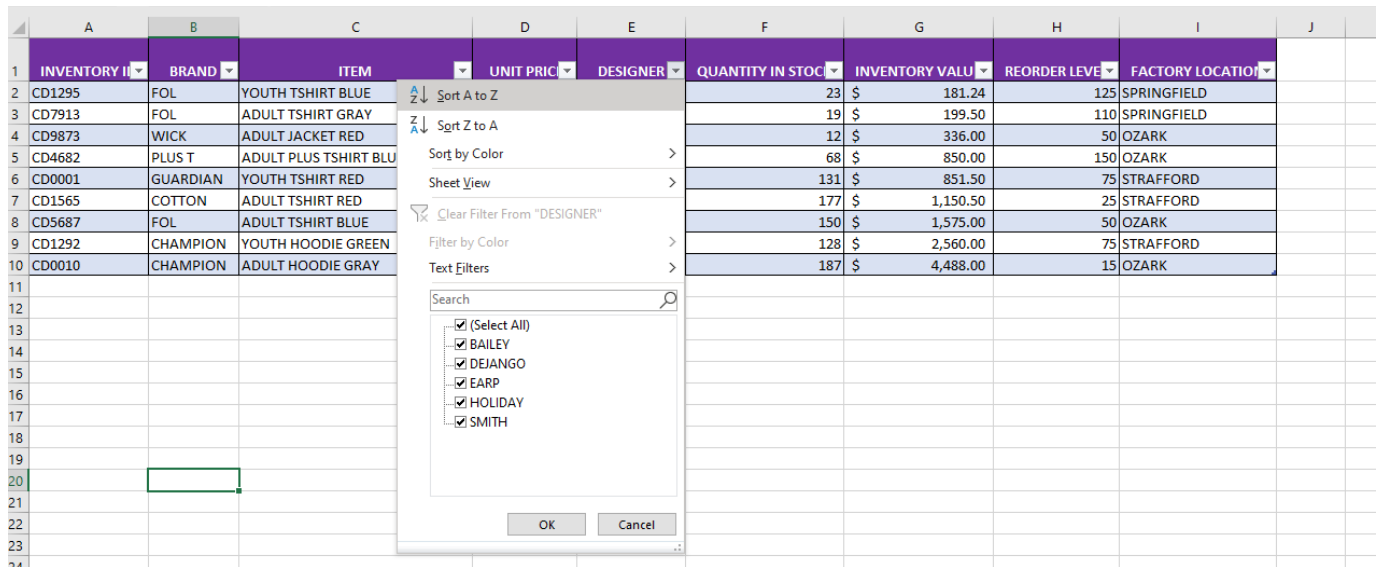 A B C D E F G H I J
1 INVENTORY I BRAND ITEM UNIT PRIC DESIGNER QUANTITY IN STOC INVENTORY VALU REORDER LEVE FACTORY LOCATIO
2 CD1295 FOL YOUTH TSHIRT BLUE 23 $ 181.24 125 SPRINGFIELD
3 CD7913 FOL ADULT TSHIRT GRAY 19 $ 199.50 110 SPRINGFIELD
4 CD9873 WICK ADULT JACKET RED 12 $ 336.00 50 OZARK
5 CD4682 PLUS T ADULT PLUS TSHIRT BLU 68 $ 850.00 150 OZARK
6 CD0001 GUARDIAN YOUTH TSHIRT RED 131 $ 851.50 75 STRAFFORD
7 CD1565 COTTON ADULT TSHIRT RED 177 $ 1,150.50 25 STRAFFORD
8 CD5687 FOL ADULT TSHIRT BLUE 150 $ 1,575.00 50 OZARK
9 CD1292 CHAMPION YOUTH HOODIE GREEN 128 $ 2,560.00 75 STRAFFORD
10 CD0010 CHAMPION ADULT HOODIE GRAY 187 $ 4,488.00 15 OZARK
11
12
13
14
15
16
17
18
19
20
21
22
23
24
Sort A to Z
Sort Z to A
Sort by Color
Sheet View
Clear Filter From "DESIGNER"
Filter by Color
Text Filters
Search
(Select All)
BAILEY
DEJANGO
EARP
HOLIDAY
SMITH
OK Cancel